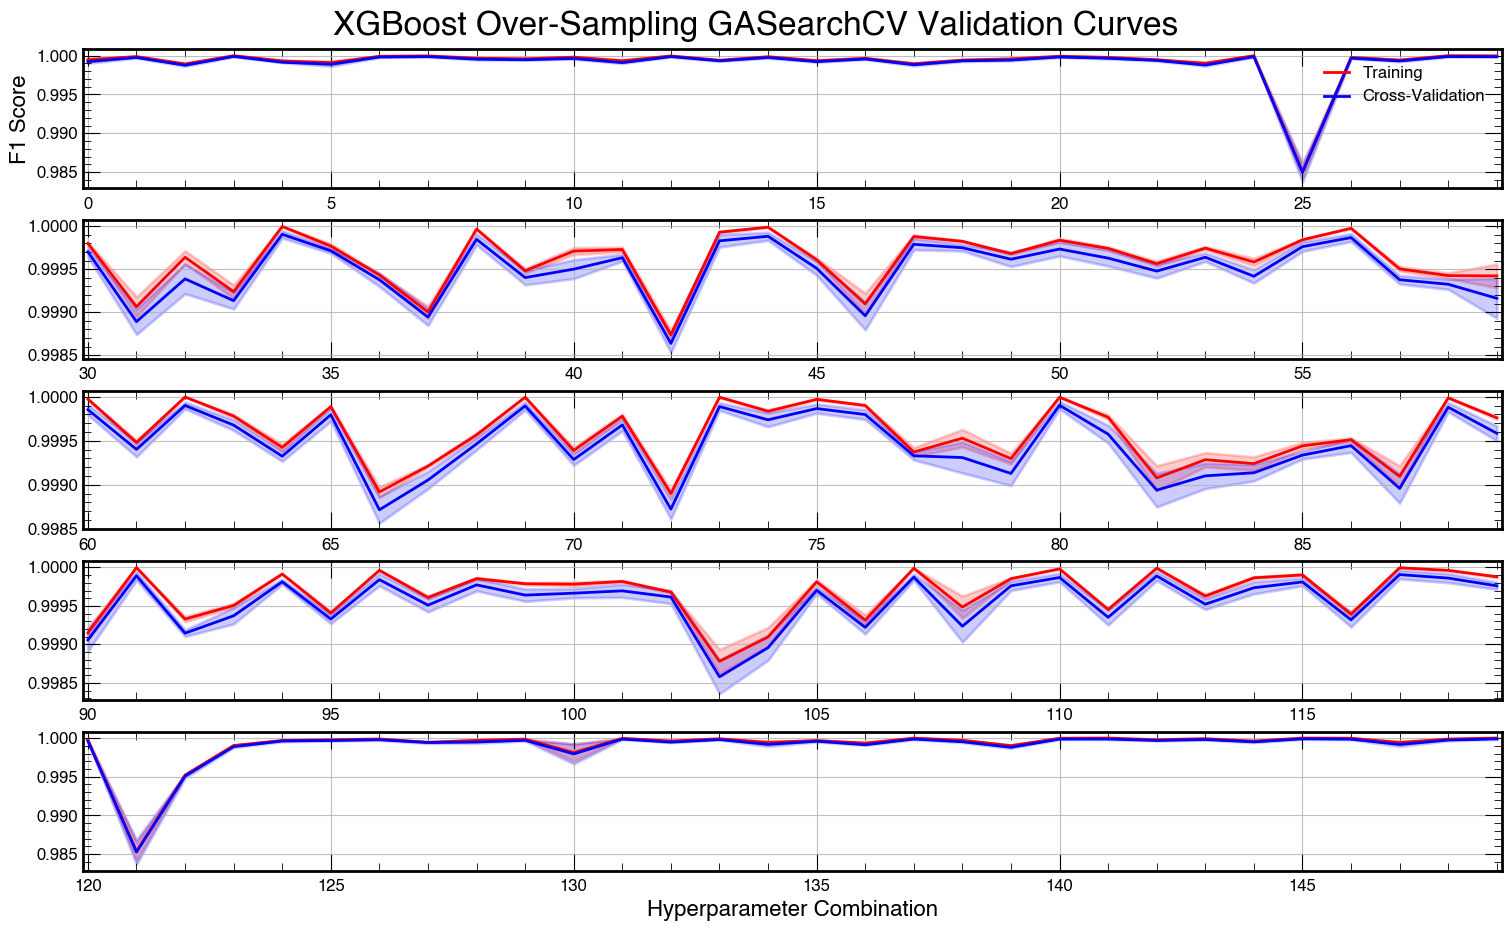 XGBoost Over-Sampling GASearchCV Validation Curves
F1 Score
1.000
0.995
0.990
0.985
Training
Cross-Validation
0 5 10 15 20 25
1.0000
0.9995
0.9990
0.9985
30 35 40 45 50 55
1.0000
0.9995
0.9990
0.9985
60 65 70 75 80 85
1.0000
0.9995
0.9990
0.9985
90 95 100 105 110 115
1.000
0.995
0.990
0.985
120 125 130 135 140 145
Hyperparameter Combination